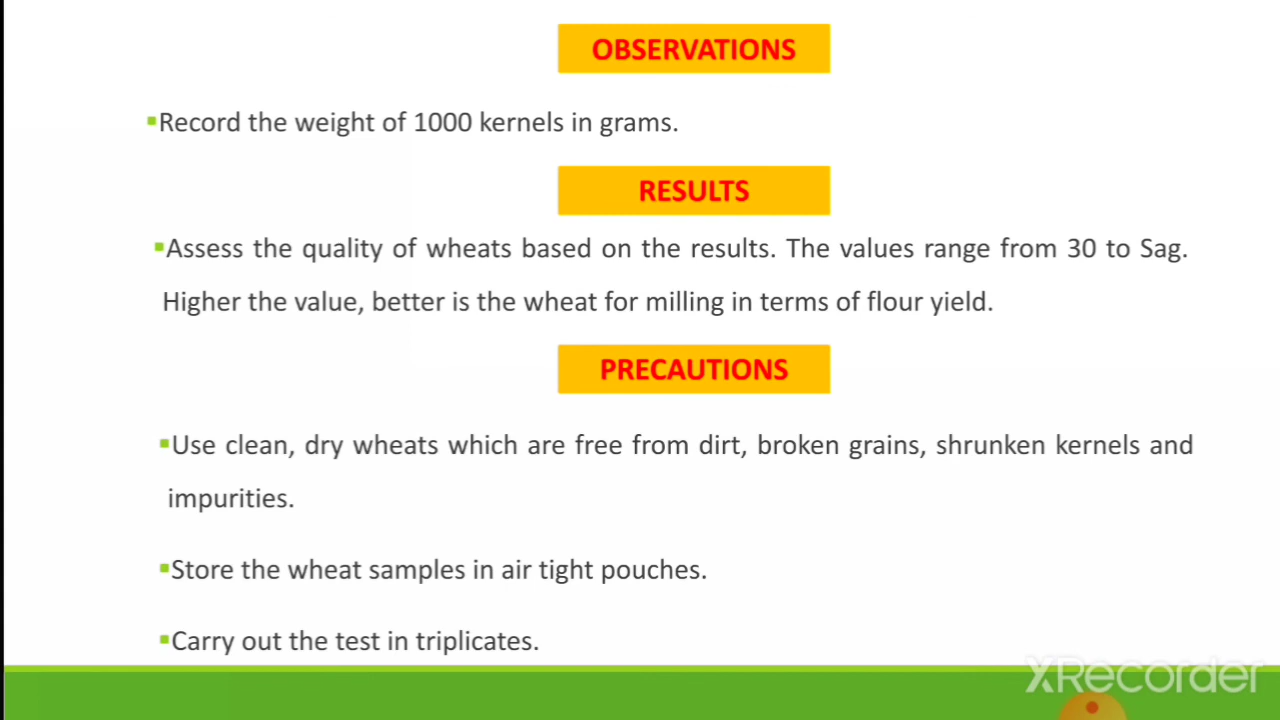 OBSERVATIONS
▪Record the weight of 1000 kernels in grams.
RESULTS
▪Assess the quality of wheats based on the results. The values range from 30 to Sag.
Higher the value, better is the wheat for milling in terms of flour yield.
PRECAUTIONS
▪Use clean, dry wheats which are free from dirt, broken grains, shrunken kernels and
impurities.
▪Store the wheat samples in air tight pouches.
▪Carry out the test in triplicates.
XRecorder